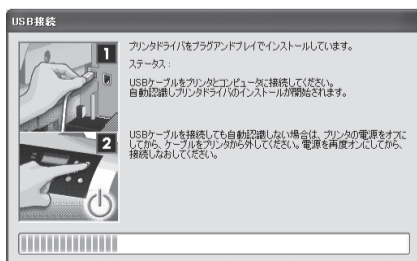 USB接続
1
プリンタドライバをプラグアンドプレイでインストールしています。
ステータス :
USBケーブルをプリンタとコンピュータに接続してください。
自動認識しプリンタドライバのインストールが開始されます。
2
USBケーブルを接続しても自動認識しない場合は、プリンタの電源をオフに
してから、ケーブルをプリンタから外してください。電源を再度オンにしてから、
接続しなおしてください。